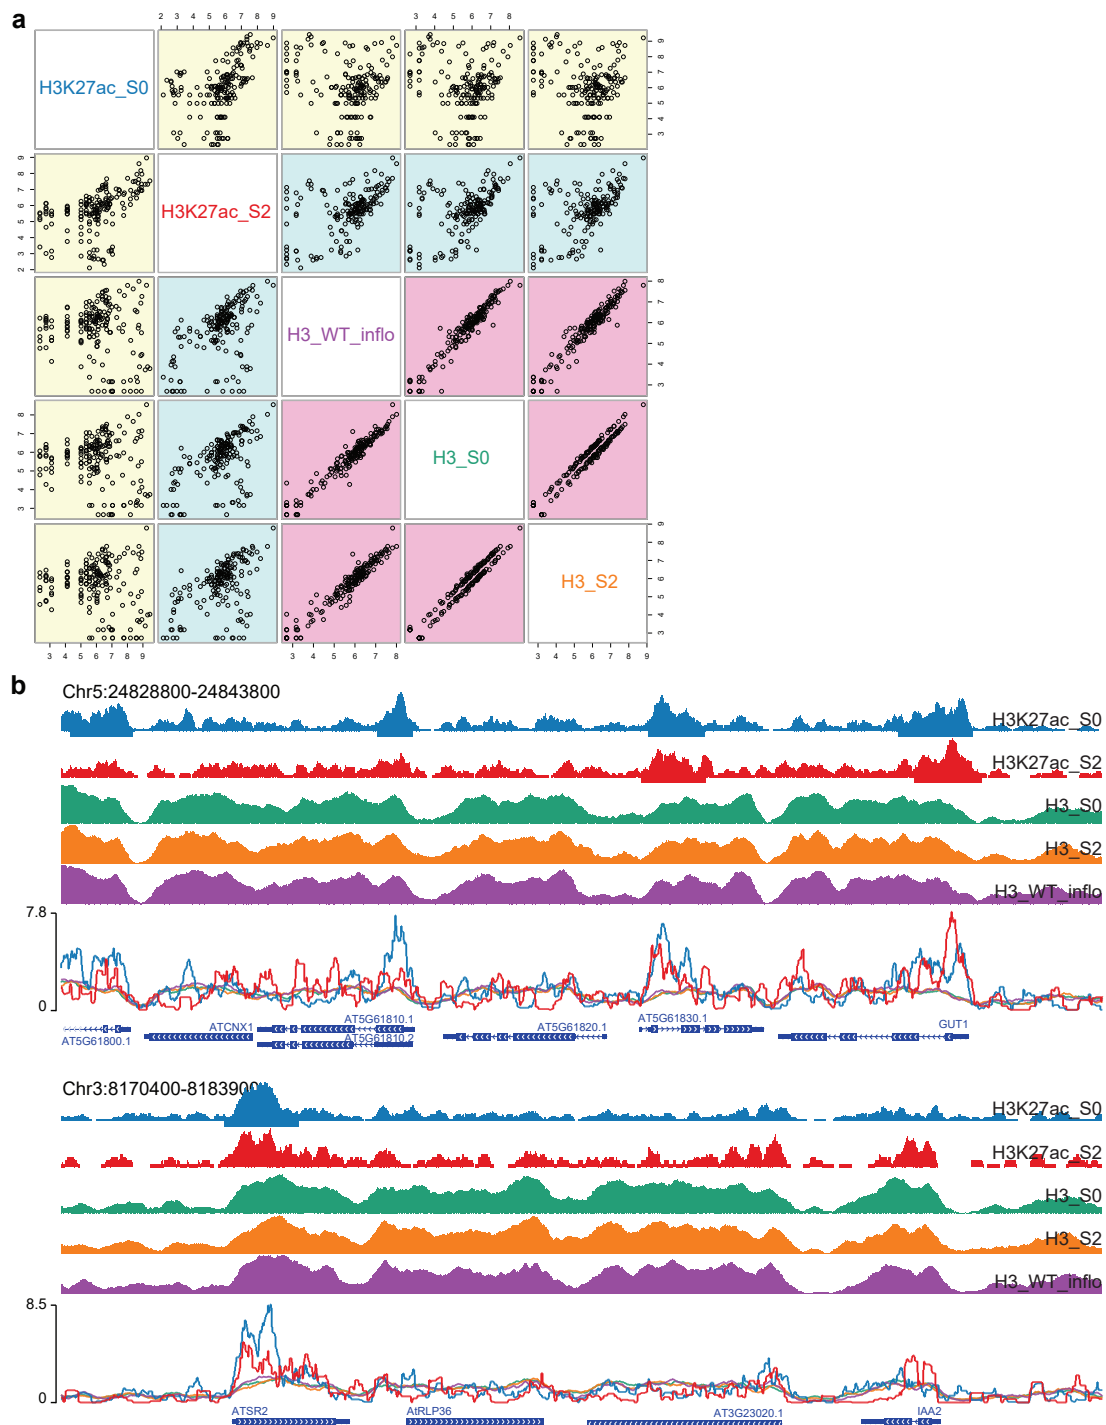 a
2 3 4 5 6 7 8 9
3 4 5 6 7 8
H3K27ac_S0
3 4 5 6 7 8 9
2 3 4 5 6 7 8 9
H3K27ac_S2
H3_WT_inflo
3 4 5 6 7 8
3 4 5 6 7 8
H3_S0
H3_S2
3 4 5 6 7 8 9
3 4 5 6 7 8 9
3 4 5 6 7 8
3 4 5 6 7 8 9
b
Chr5:24828800-24843800
H3K27ac_S0
H3K27ac_S2
H3_S0
H3_S2
H3_WT_inflo
7.8
0
AT5G61800.1
ATCNX1
AT5G61810.1
AT5G61810.2
AT5G61820.1
AT5G61830.1
GUT1
Chr3:8170400-8183900
H3K27ac_S0
H3K27ac_S2
H3_S0
H3_S2
H3_WT_inflo
8.5
0
ATSR2
AtRLP36
AT3G23020.1
IAA2